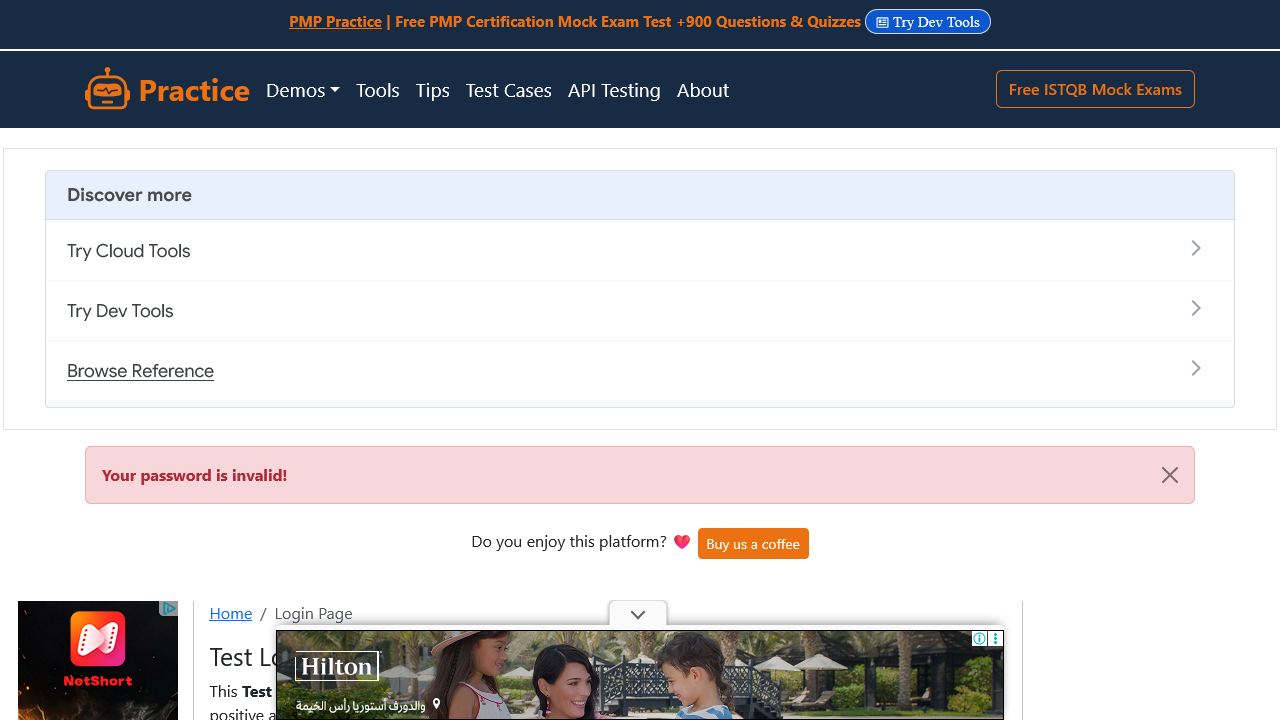 PMP Practice | Free PMP Certification Mock Exam Test +900 Questions & Quizzes Try Dev Tools
Practice Demos Tools Tips Test Cases API Testing About Free ISTQB Mock Exams
Discover more
Try Cloud Tools
Try Dev Tools
Browse Reference
Your password is invalid!
Do you enjoy this platform? Buy us a coffee
Home / Login Page
Test Lo
This Test
positive a
NetShort
Hilton
والدورف أستوريا رأس الخيمة